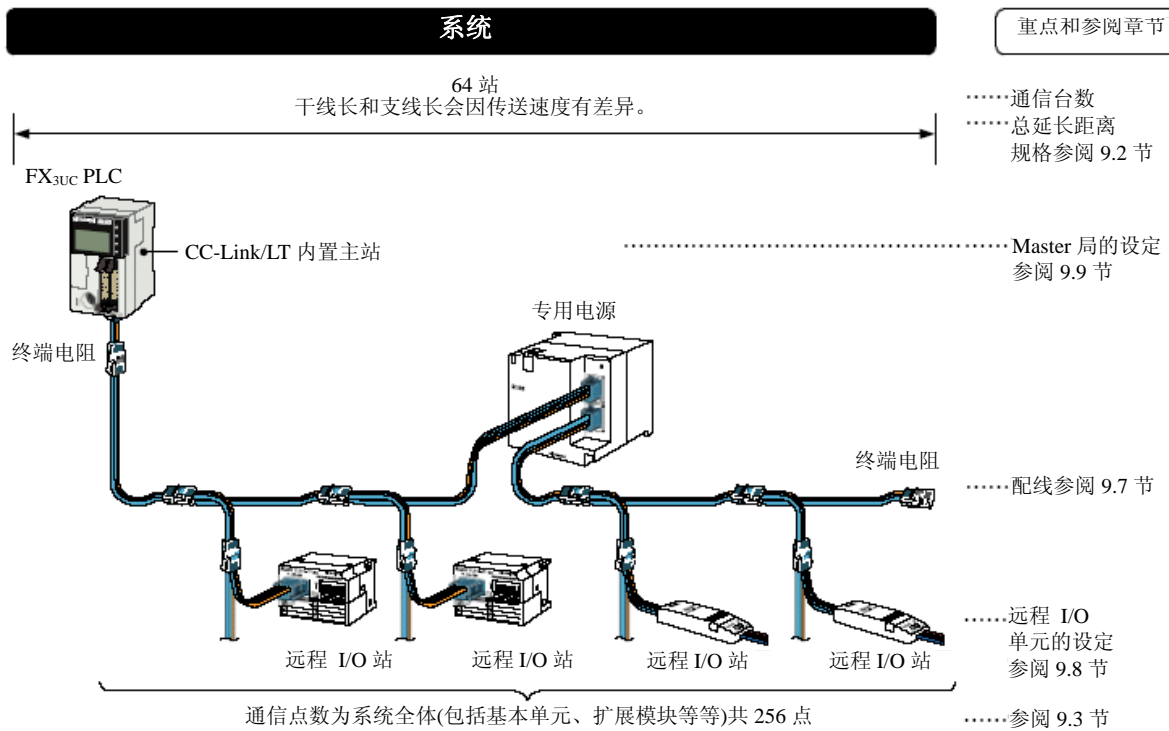 系统
重点和参阅章节
64 站
干线长和支线长会因传送速度有差异。
······通信台数
······总延长距离
规格参阅 9.2 节
FX3UC PLC
CC-Link/LT 内置主站
Master 局的设定
参阅 9.9 节
专用电源
终端电阻
终端电阻
······配线参阅 9.7 节
······远程 I/O
单元的设定
参阅 9.8 节
远程 I/O 站
远程 I/O 站
远程 I/O 站
远程 I/O 站
通信点数为系统全体(包括基本单元、扩展模块等等)共 256 点
······参阅 9.3 节